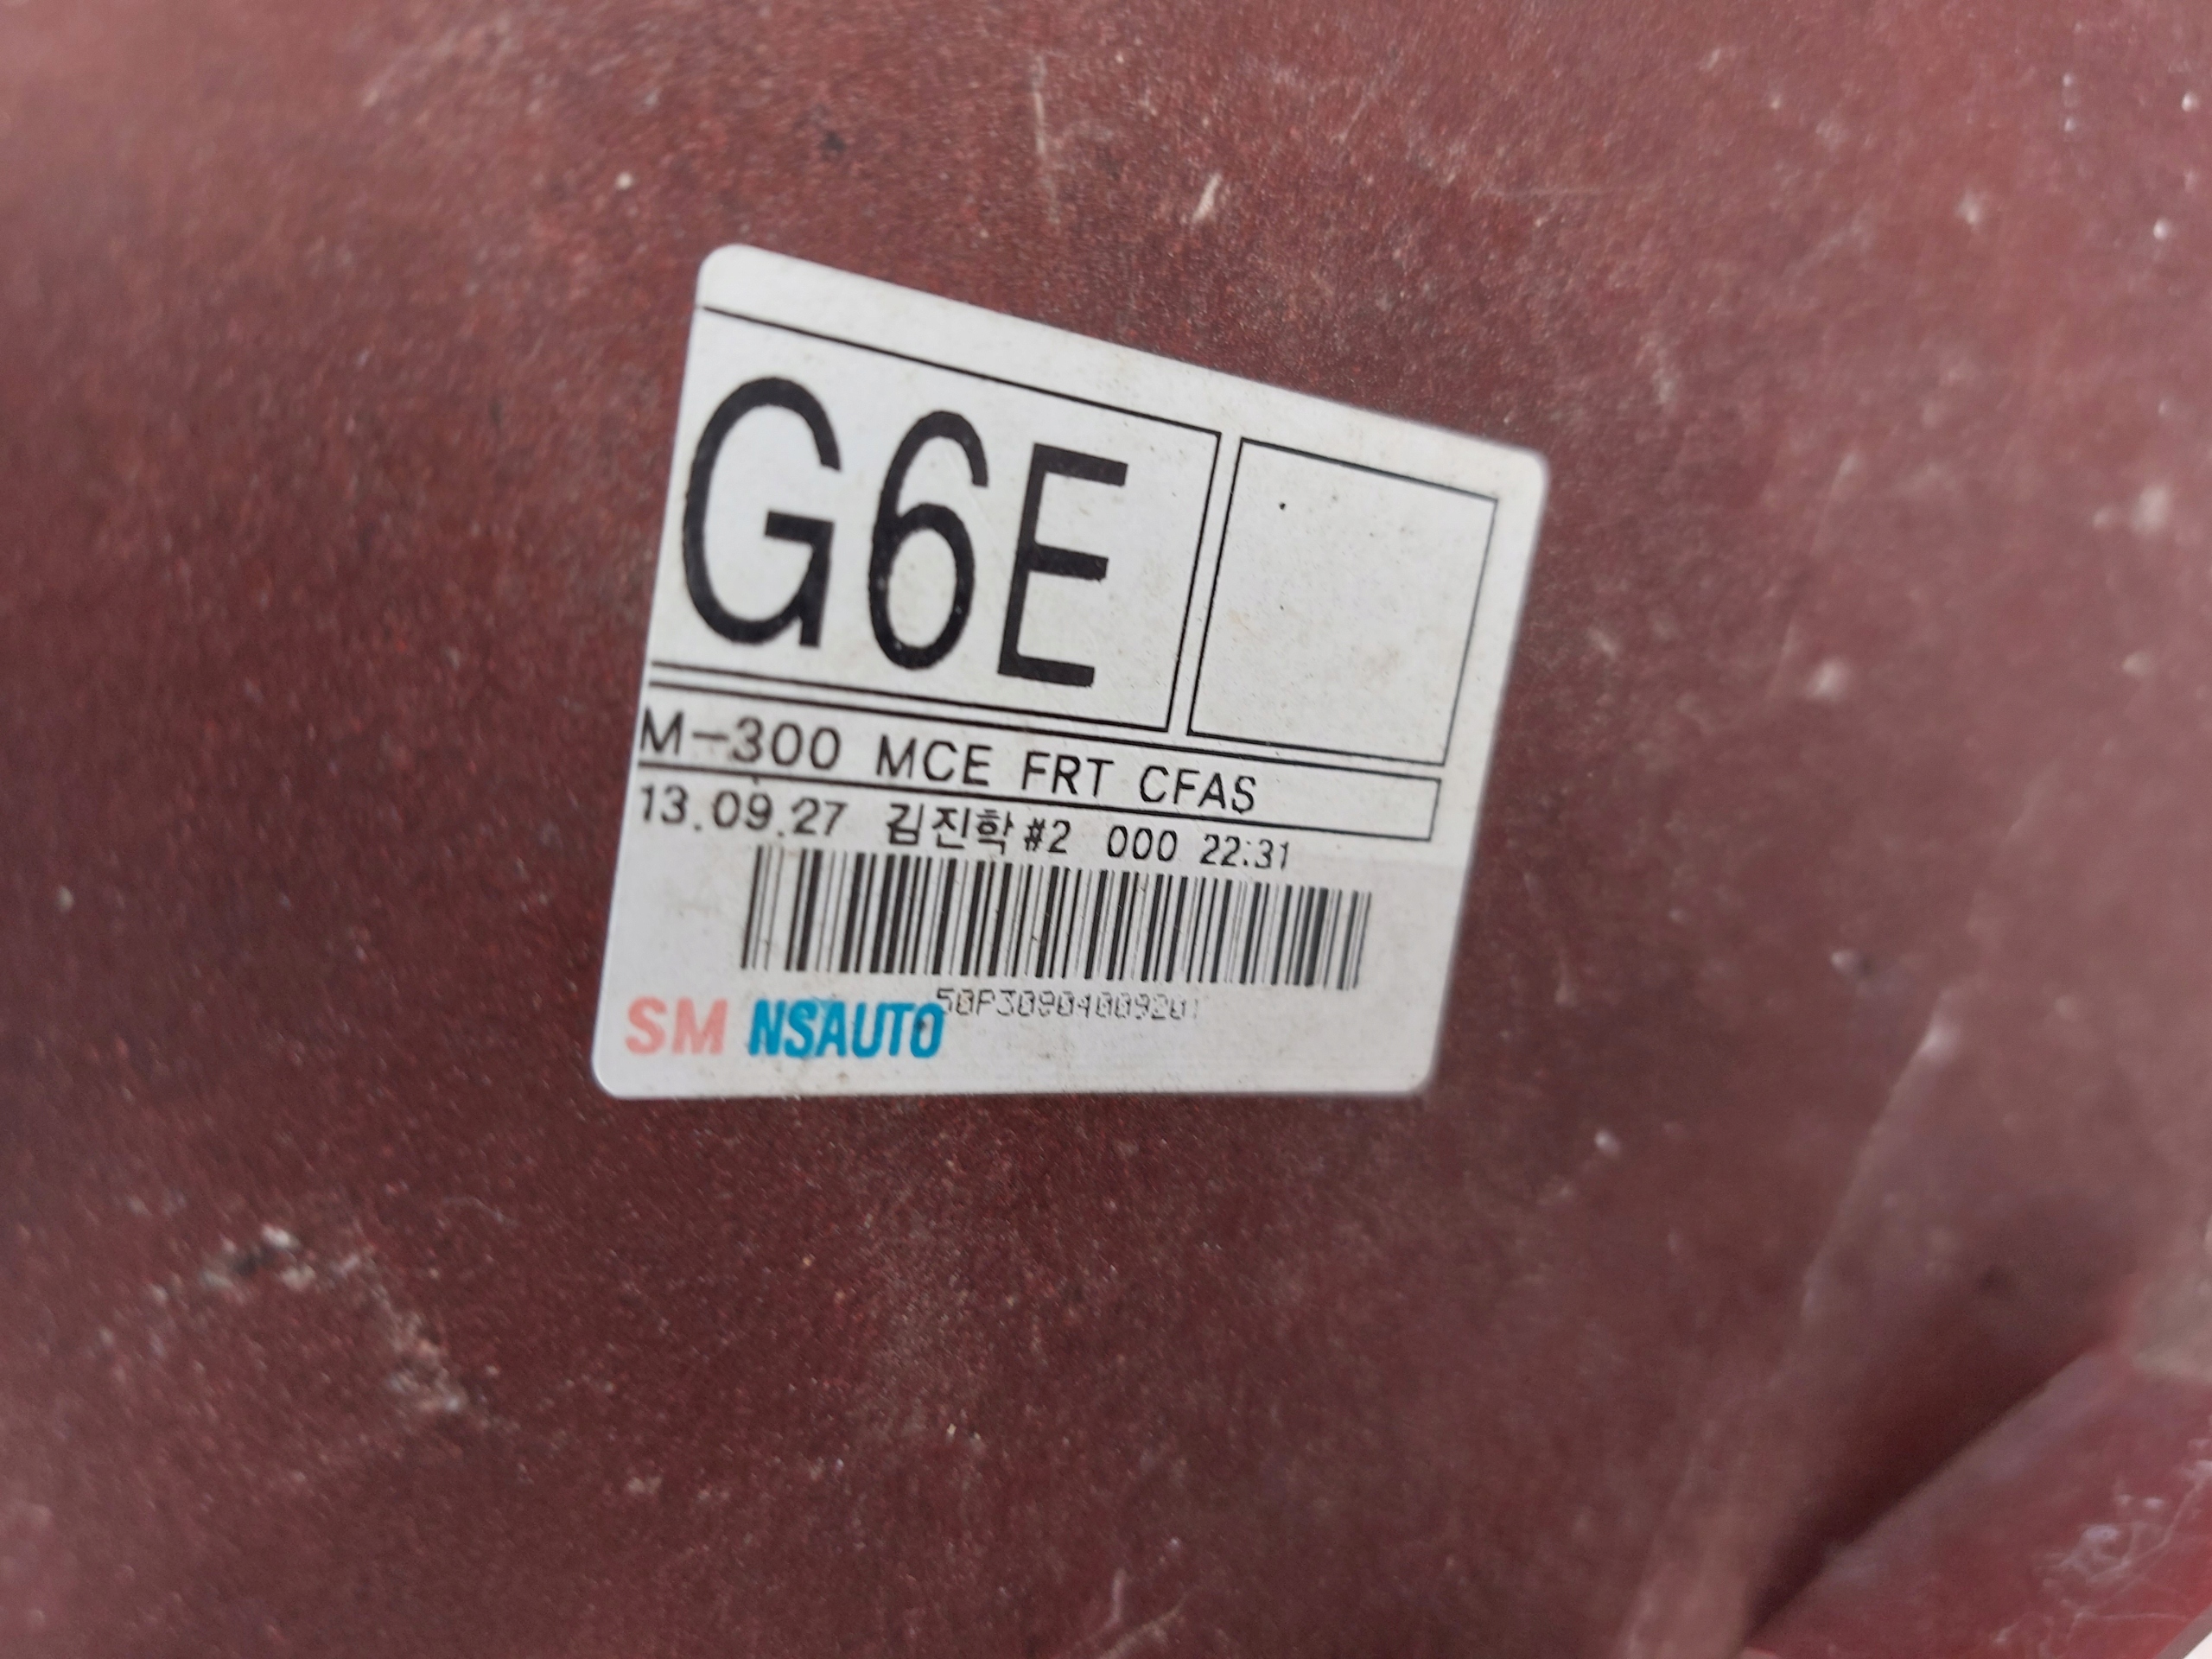 G6E
M-300 MCE FRT CFAS
13.09.27 김진학#2 000 22:31
SM NSAUTO